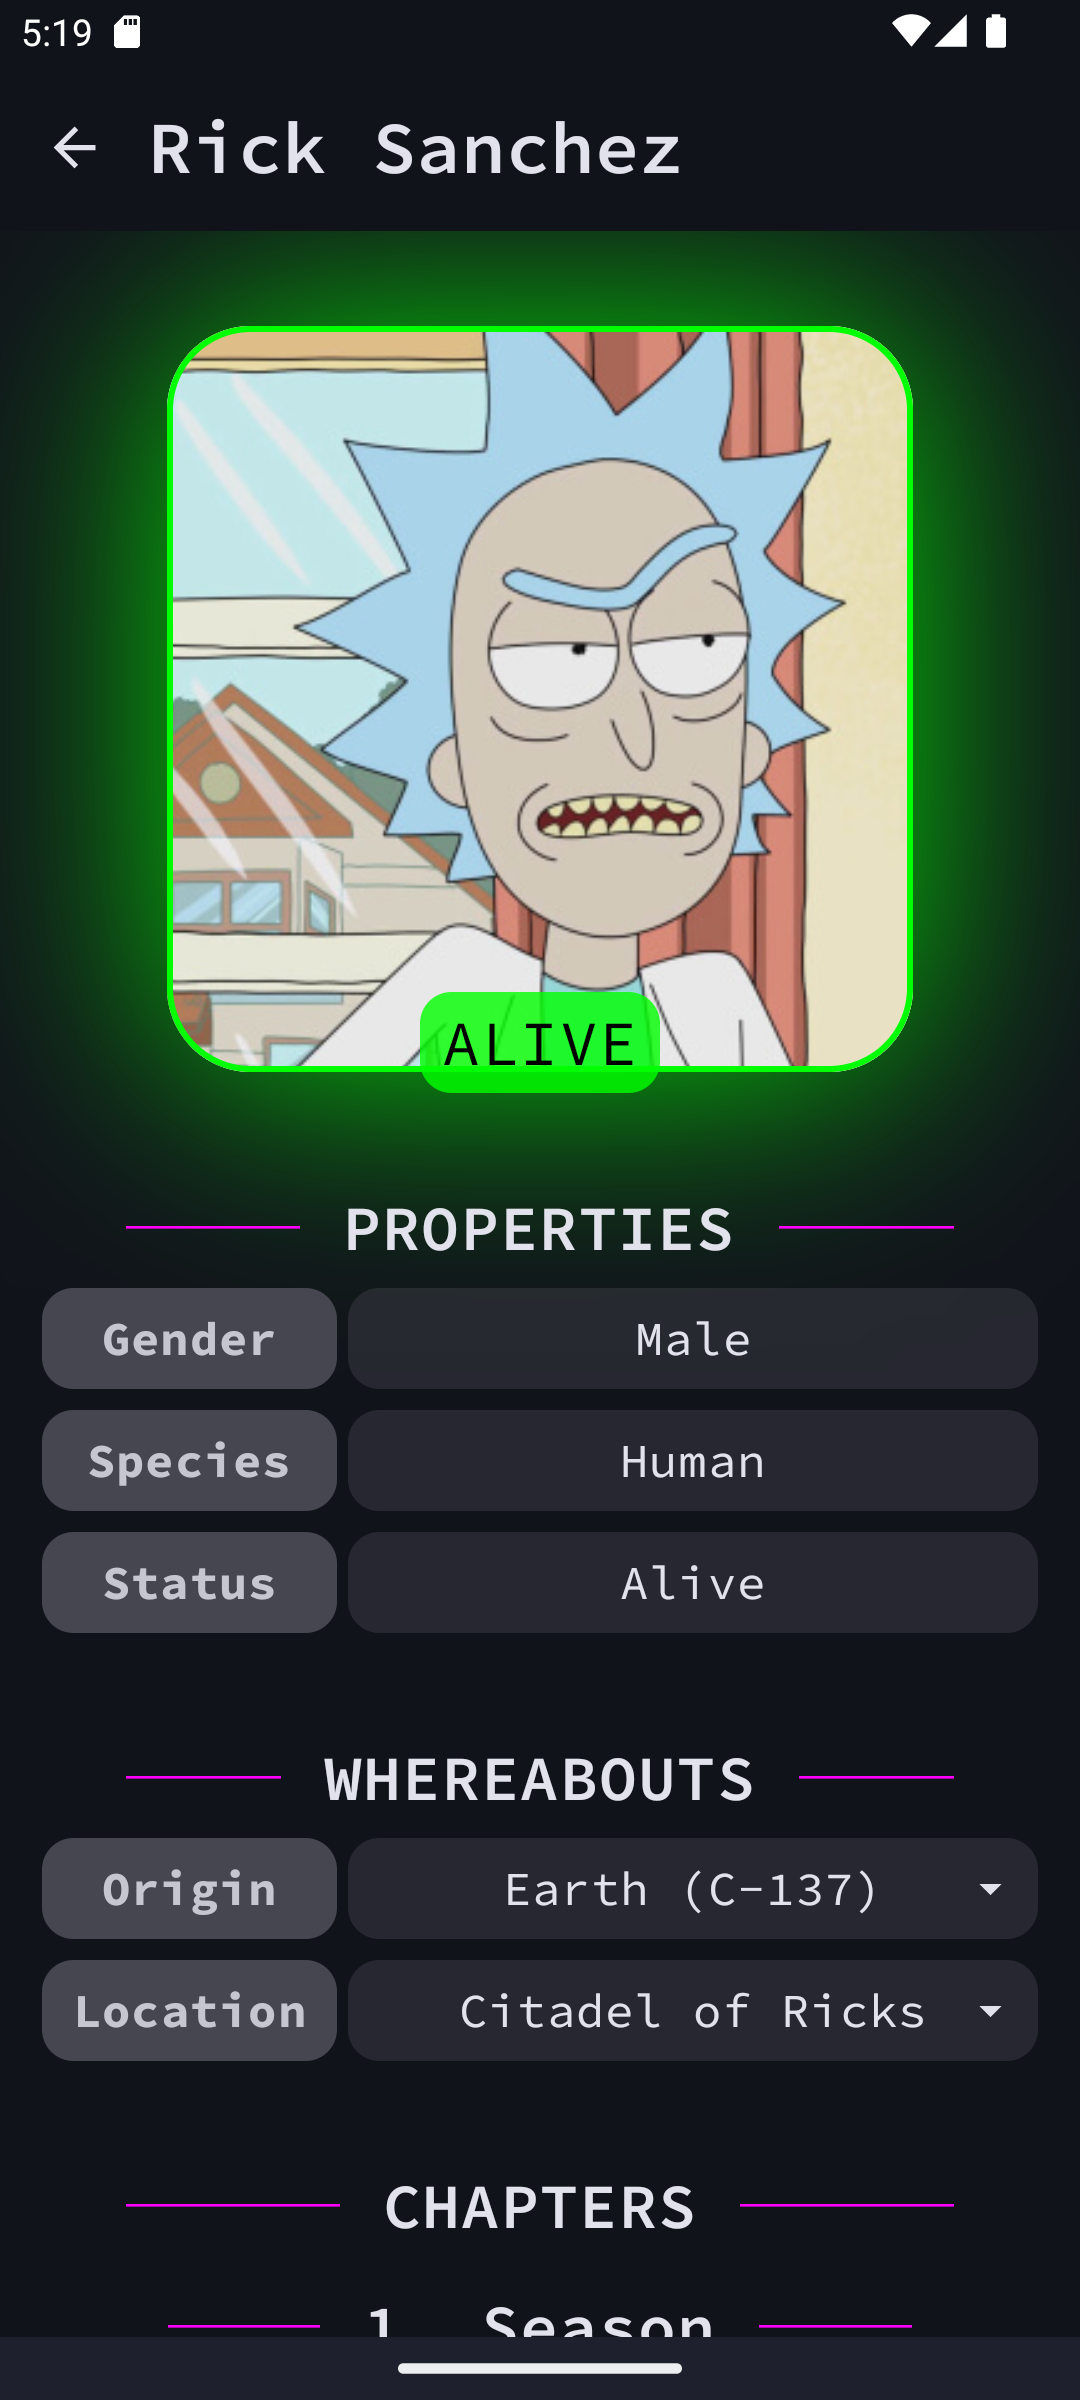 5:19
Rick Sanchez
ALIVE
PROPERTIES
Gender Male
Species Human
Status Alive
WHEREABOUTS
Origin Earth (C-137)
Location Citadel of Ricks
CHAPTERS
1 Season